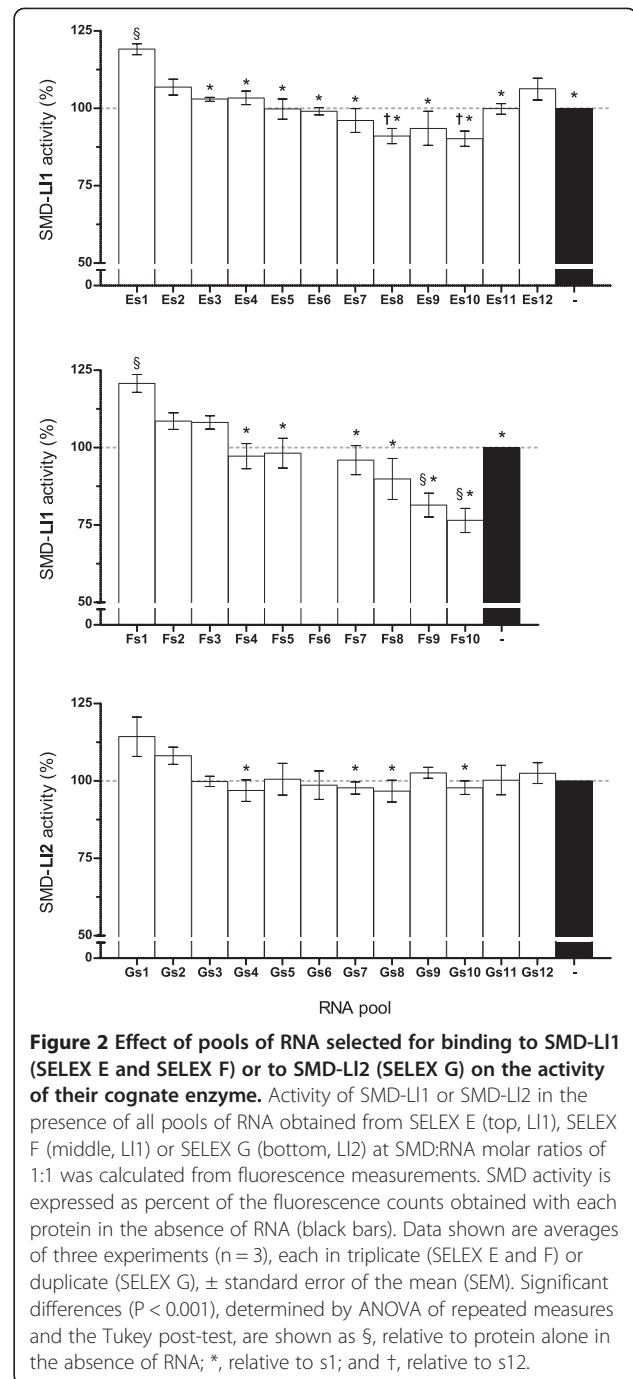 §
*
*
*
*
*
†*
*
†*
*
*
125
100
75
50
0
SMD-LI1 activity (%)
Es1 Es2 Es3 Es4 Es5 Es6 Es7 Es8 Es9 Es10 Es11 Es12 -
§
*
*
*
*
§*
§*
*
125
100
75
50
0
SMD-LI1 activity (%)
Fs1 Fs2 Fs3 Fs4 Fs5 Fs6 Fs7 Fs8 Fs9 Fs10 -
*
*
*
*
125
100
75
50
0
SMD-LI2 activity (%)
Gs1 Gs2 Gs3 Gs4 Gs5 Gs6 Gs7 Gs8 Gs9 Gs10 Gs11 Gs12 -
RNA pool
Figure 2 Effect of pools of RNA selected for binding to SMD-LI1
(SELEX E and SELEX F) or to SMD-LI2 (SELEX G) on the activity
of their cognate enzyme. Activity of SMD-LI1 or SMD-LI2 in the
presence of all pools of RNA obtained from SELEX E (top, LI1), SELEX
F (middle, LI1) or SELEX G (bottom, LI2) at SMD:RNA molar ratios of
1:1 was calculated from fluorescence measurements. SMD activity is
expressed as percent of the fluorescence counts obtained with each
protein in the absence of RNA (black bars). Data shown are averages
of three experiments (n = 3), each in triplicate (SELEX E and F) or
duplicate (SELEX G), ± standard error of the mean (SEM). Significant
differences (P < 0.001), determined by ANOVA of repeated measures
and the Tukey post-test, are shown as §, relative to protein alone in
the absence of RNA; *, relative to s1; and †, relative to s12.